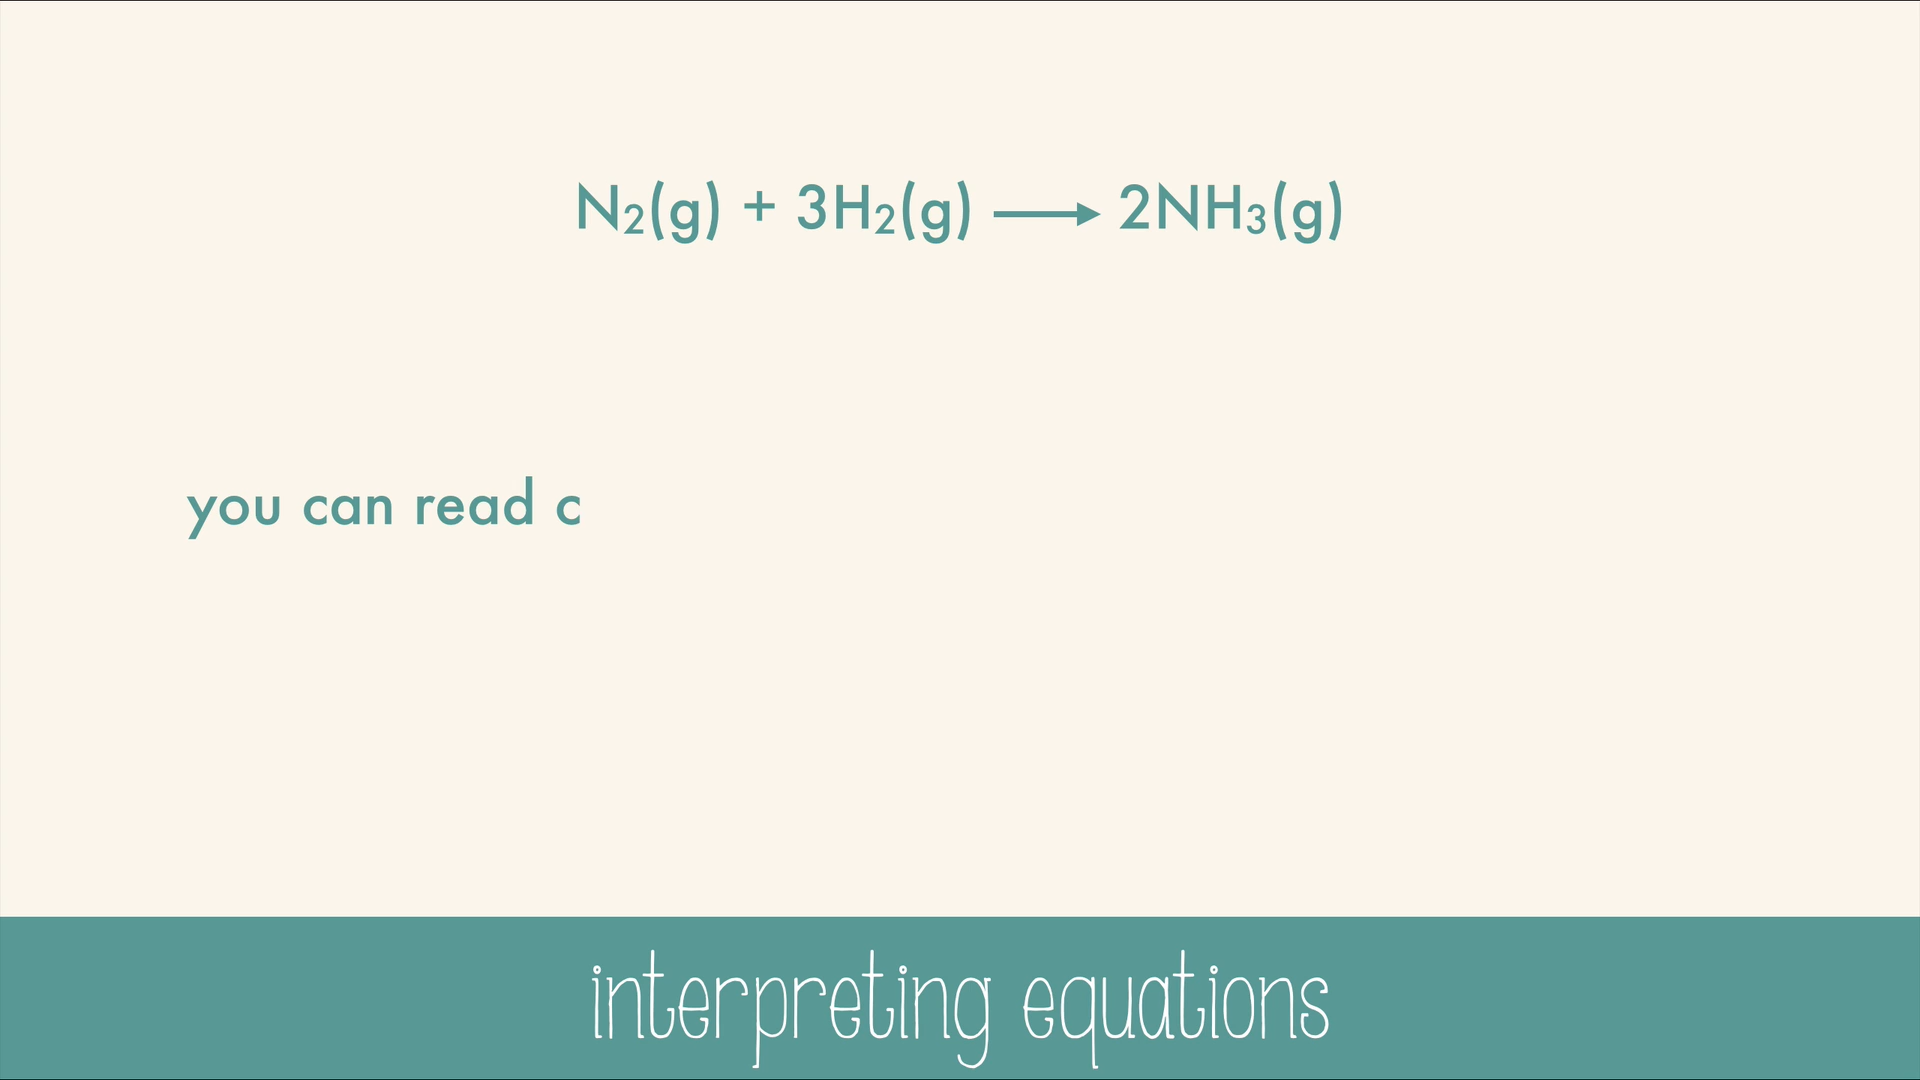 N₂(g) + 3H₂(g) ⟶ 2NH₃(g)
you can read c
interpreting equations